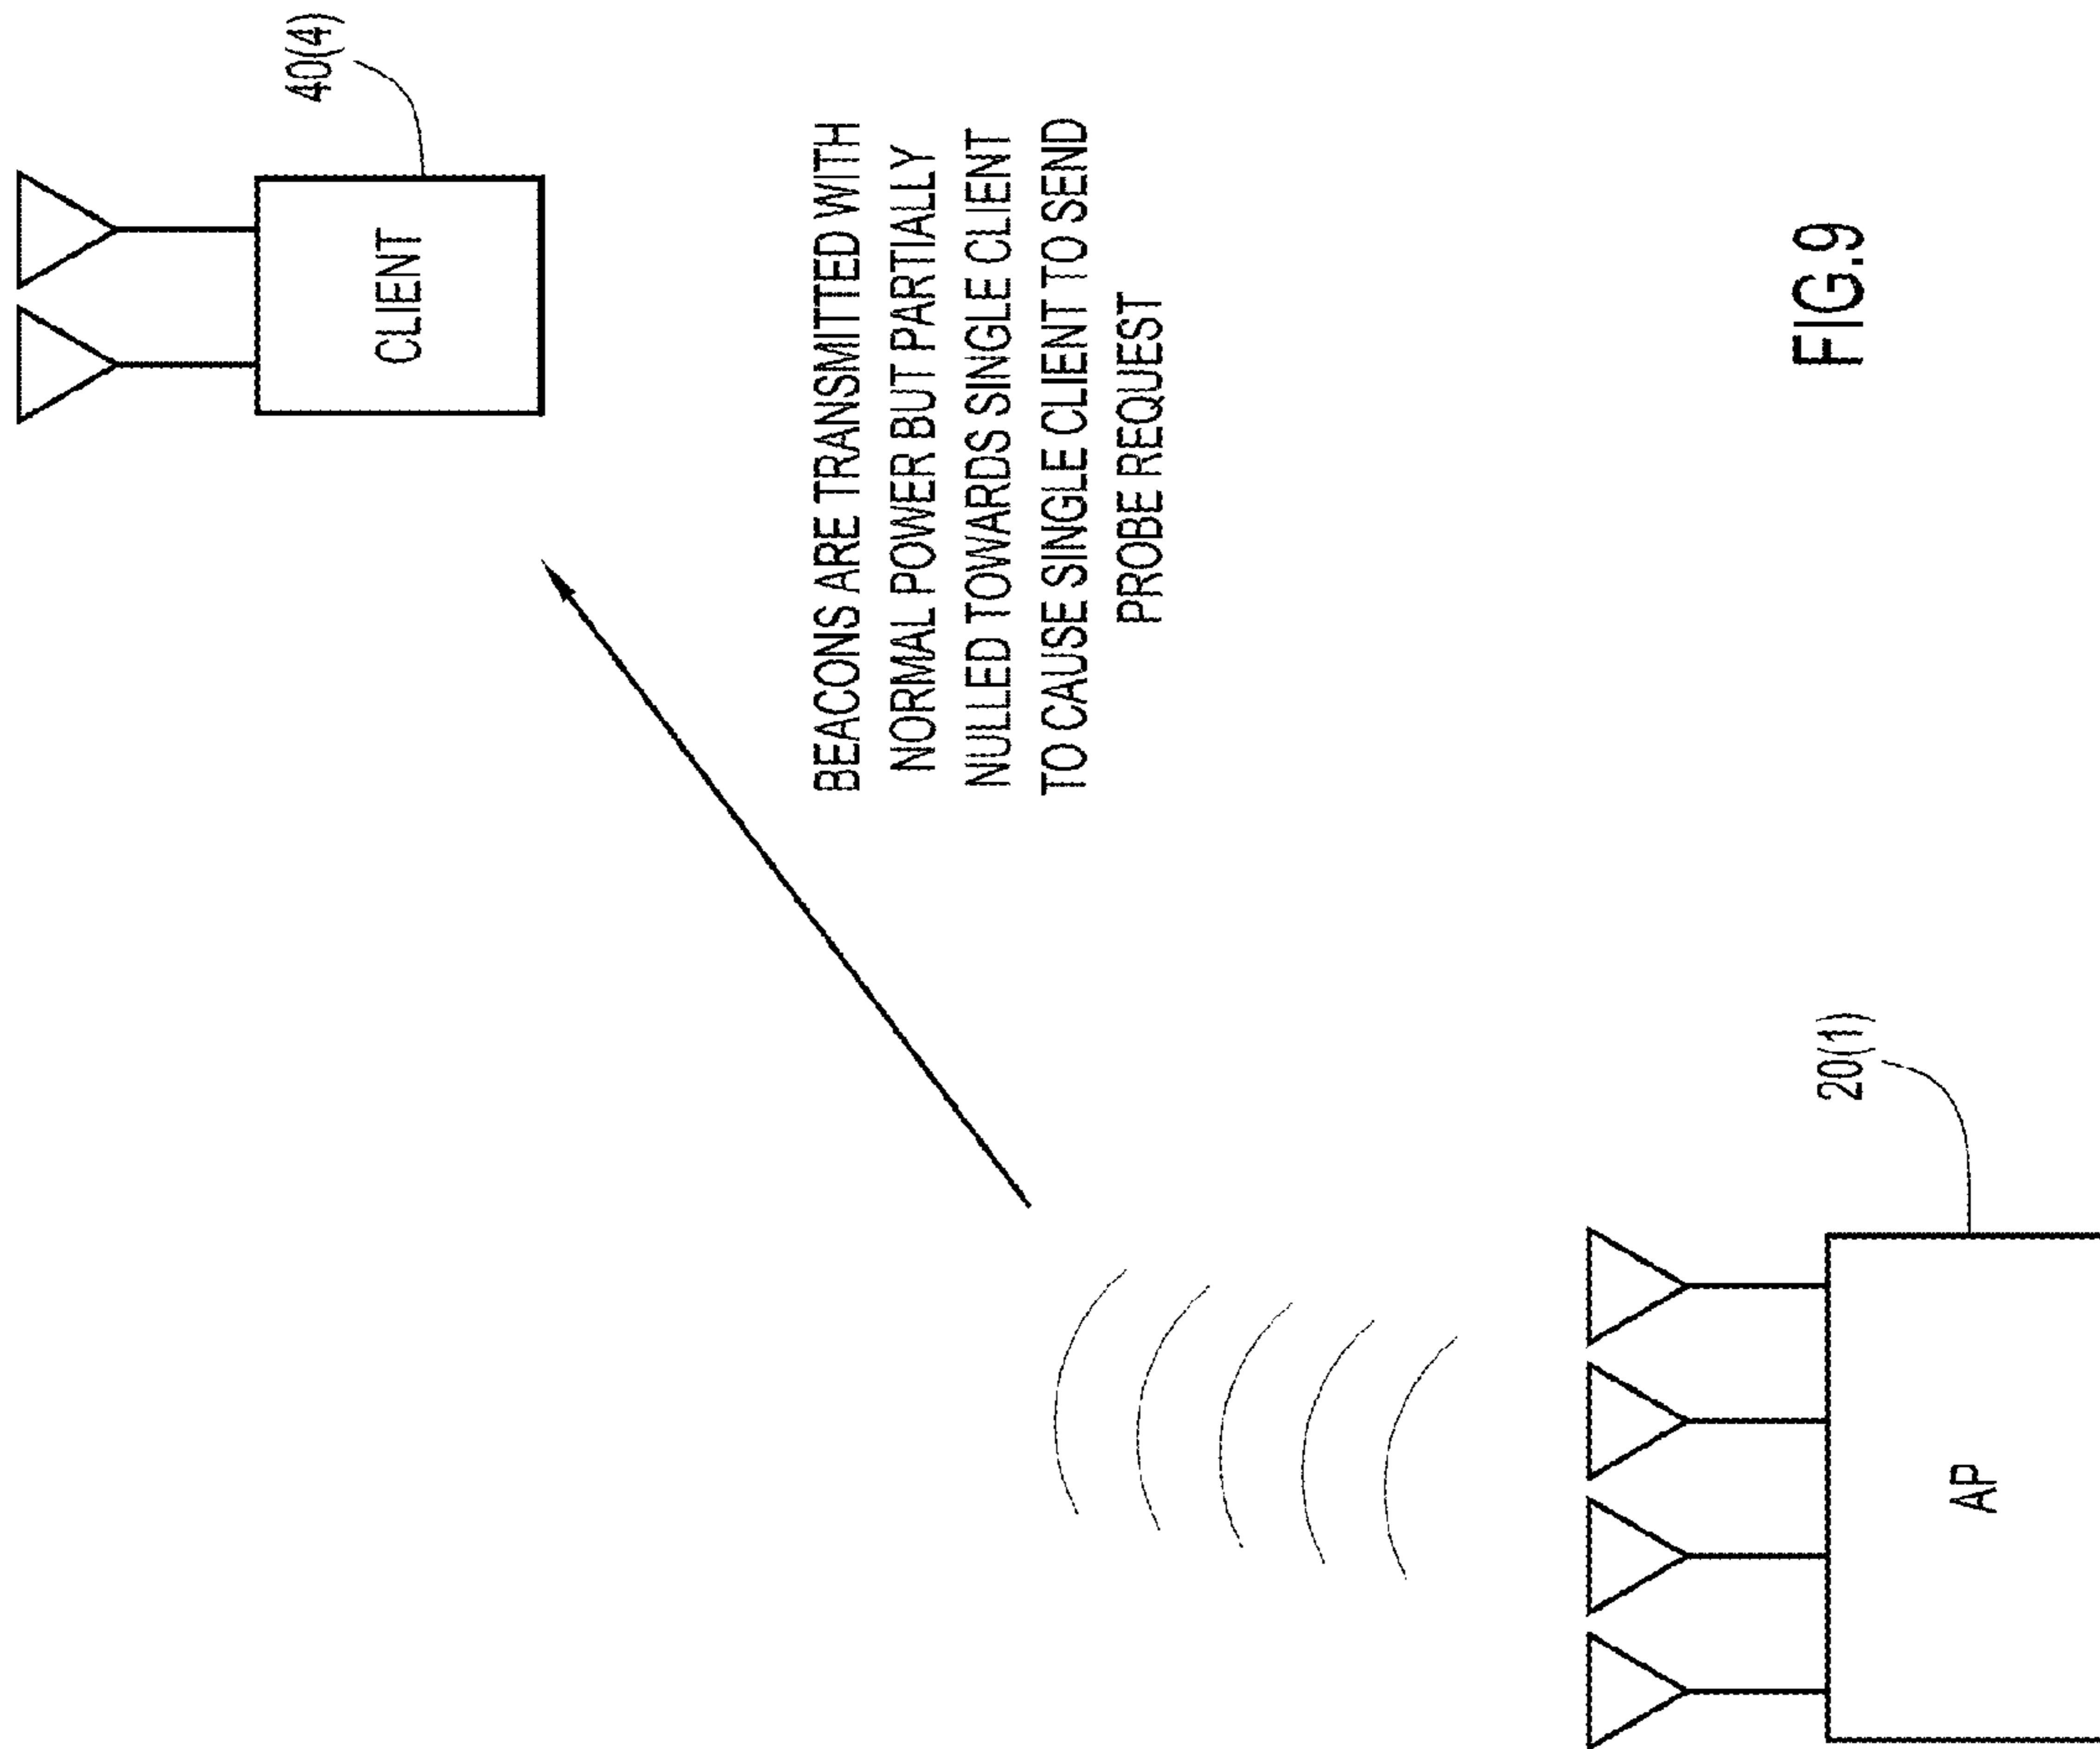 40(4)
CLIENT
BEACONS ARE TRANSMITTED WITH
NORMAL POWER BUT PARTIALLY
NULLED TOWARDS SINGLE CLIENT
TO CAUSE SINGLE CLIENT TO SEND
PROBE REQUEST
20(1)
AP
FIG.9